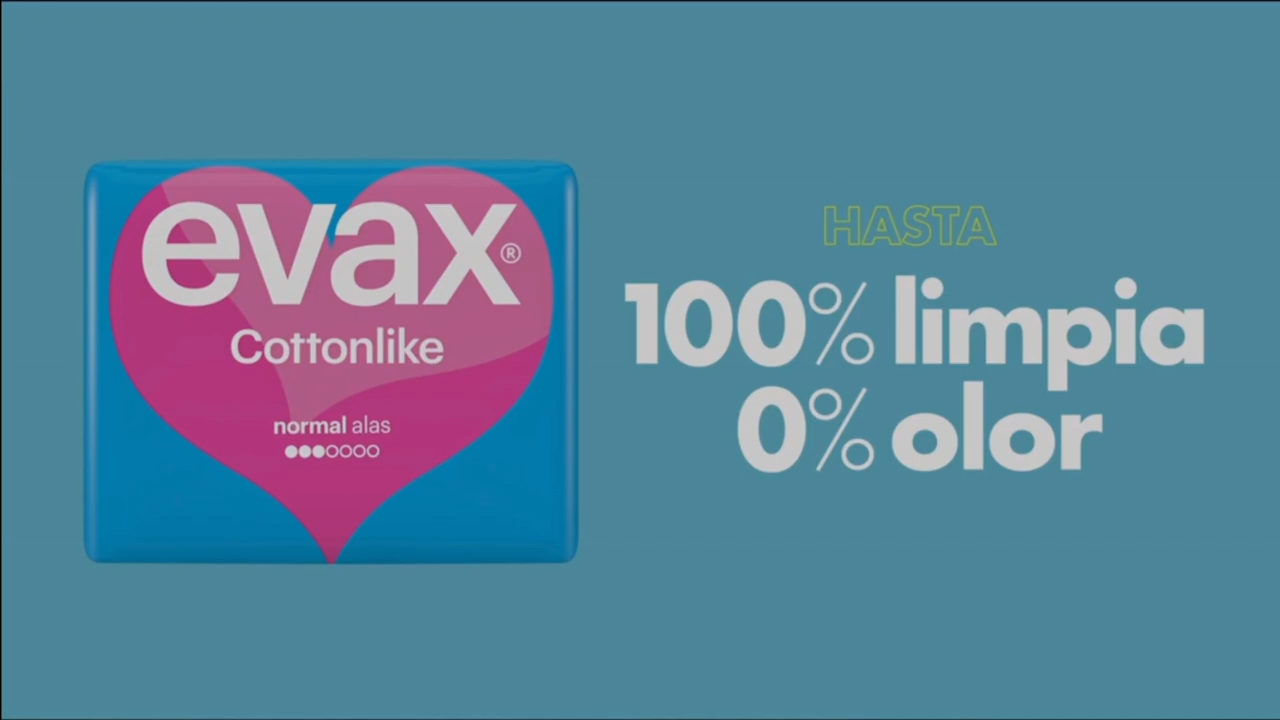 evax®
Cottonlike
normal alas
HASTA
100% limpia
0% olor